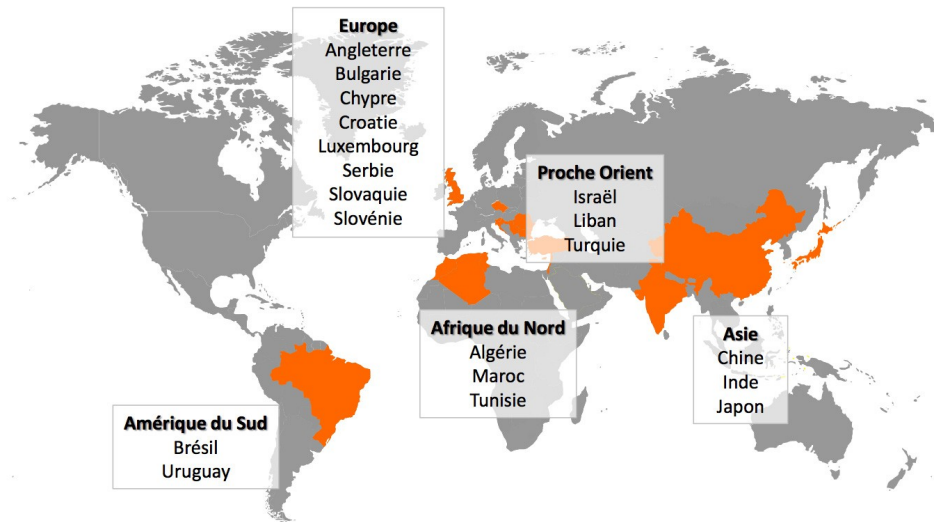 Europe
Angleterre
Bulgarie
Chypre
Croatie
Luxembourg
Serbie
Slovaquie
Slovénie
Proche Orient
Israël
Liban
Turquie
Afrique du Nord
Algérie
Maroc
Tunisie
Asie
Chine
Inde
Japon
Amérique du Sud
Brésil
Uruguay